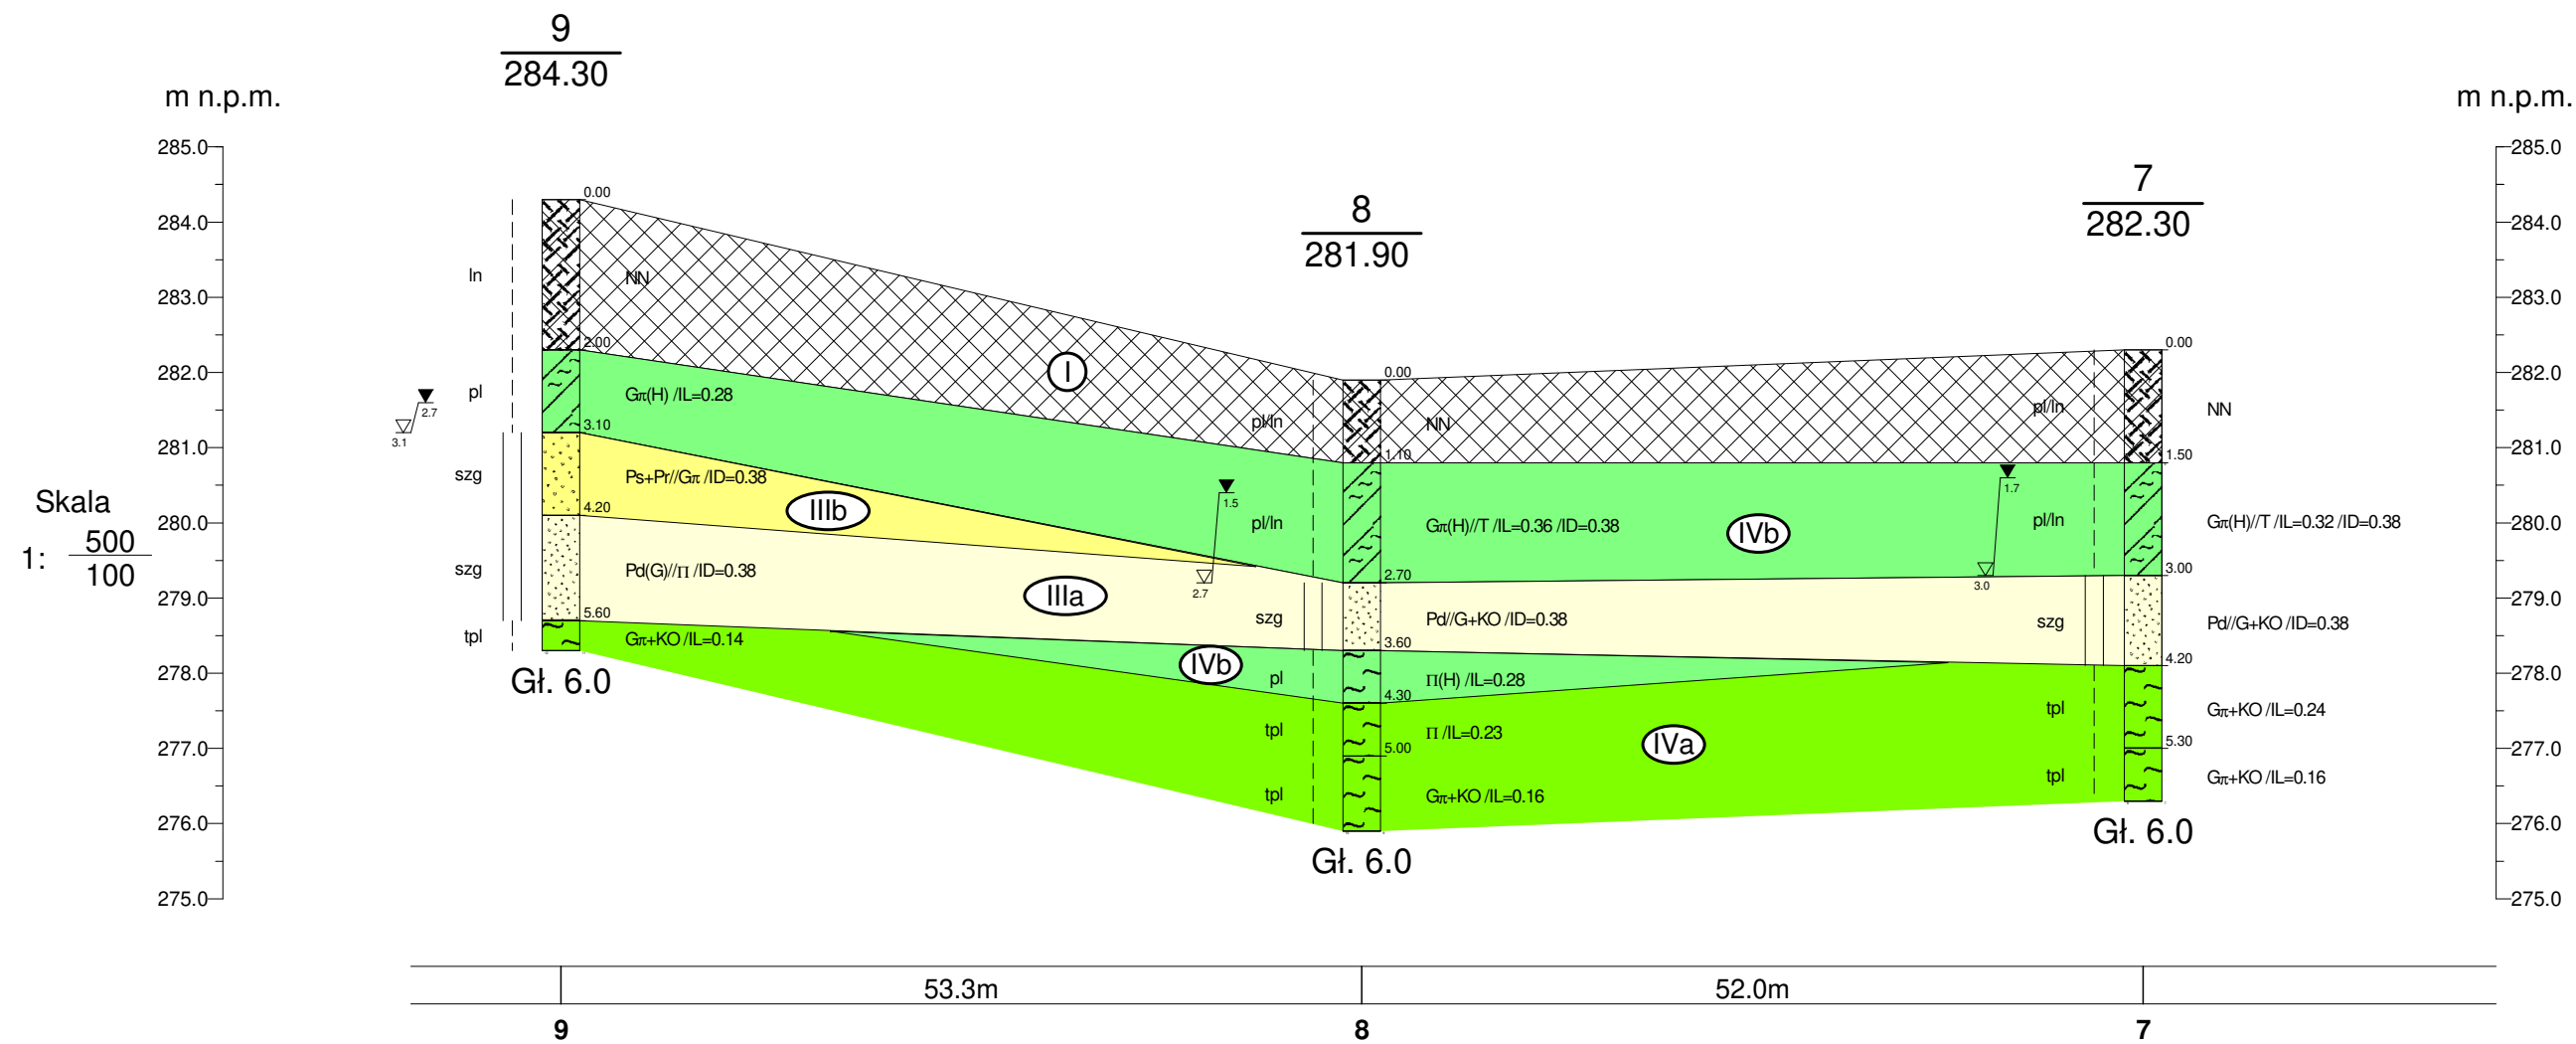 9
284.30
m n.p.m.
m n.p.m.
285.0
284.0
283.0
282.0
281.0
280.0
279.0
278.0
277.0
276.0
275.0
Skala
1: 500
100
ln
pl
szg
szg
tpl
2.7
3.1
0.00
2.00
3.10
4.20
5.60
NN
Gπ(H) /IL=0.28
Ps+Pr//Gπ /ID=0.38
Pd(G)//Π /ID=0.38
Gπ+KO /IL=0.14
Gł. 6.0
I
IIIb
IIIa
IVb
8
281.90
pl/ln
pl/ln
szg
pl
tpl
tpl
1.5
2.7
0.00
1.10
2.70
3.60
4.30
5.00
NN
Gπ(H)//T /IL=0.36 /ID=0.38
Pd//G+KO /ID=0.38
Π(H) /IL=0.28
Π /IL=0.23
Gπ+KO /IL=0.16
Gł. 6.0
IVb
IVa
7
282.30
pl/ln
pl/ln
szg
tpl
tpl
1.7
3.0
0.00
1.50
3.00
4.20
5.30
NN
Gπ(H)//T /IL=0.32 /ID=0.38
Pd//G+KO /ID=0.38
Gπ+KO /IL=0.24
Gπ+KO /IL=0.16
Gł. 6.0
285.0
284.0
283.0
282.0
281.0
280.0
279.0
278.0
277.0
276.0
275.0
53.3m
52.0m
9
8
7